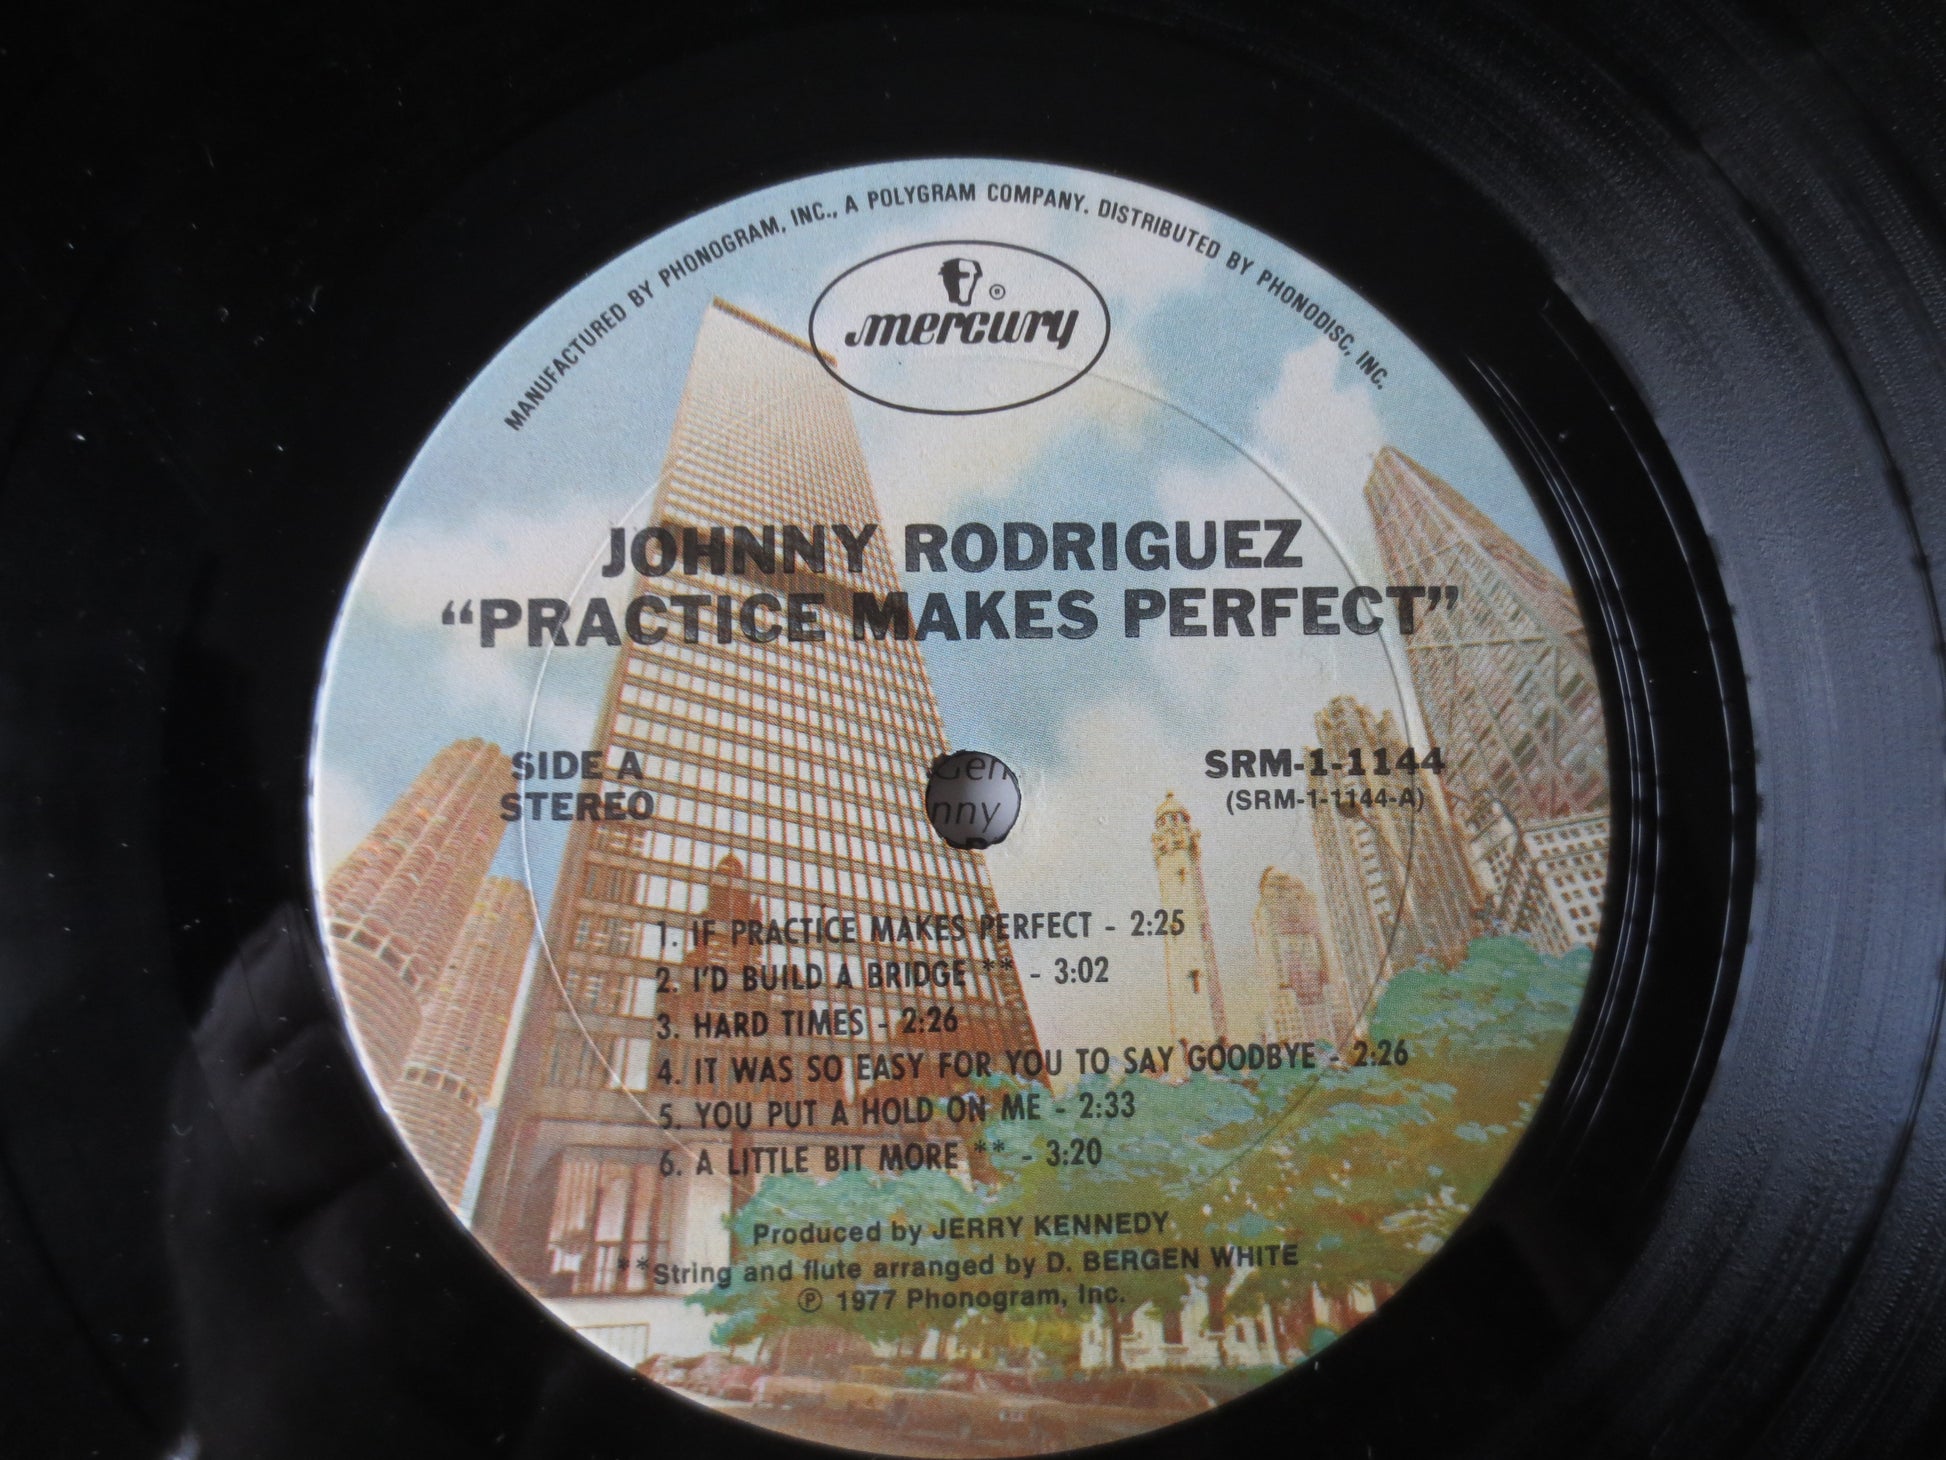 MANUFACTURED BY PHONOGRAM, INC., A POLYGRAM COMPANY. DISTRIBUTED BY PHONODISC, INC.
mercury ®
JOHNNY RODRIGUEZ
“PRACTICE MAKES PERFECT”
SIDE A
STEREO
SRM-1-1144
(SRM-1-1144-A)
1. IF PRACTICE MAKES PERFECT - 2:25
2. I'D BUILD A BRIDGE ** - 3:02
3. HARD TIMES - 2:26
4. IT WAS SO EASY FOR YOU TO SAY GOODBYE - 2:26
5. YOU PUT A HOLD ON ME - 2:33
6. A LITTLE BIT MORE ** - 3:20
Produced by JERRY KENNEDY
**String and flute arranged by D. BERGEN WHITE
℗ 1977 Phonogram, Inc.